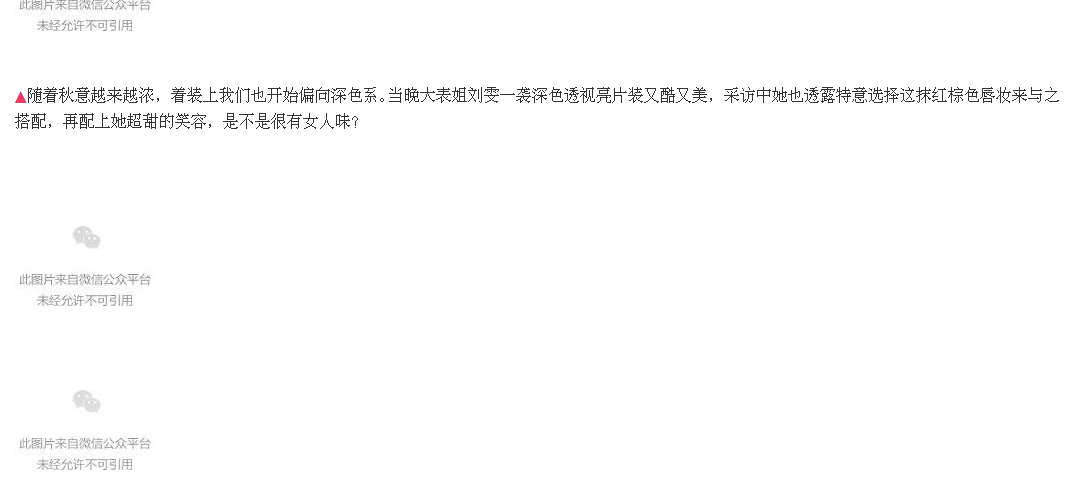 此图片来自微信公众平台
未经允许不可引用
▲随着秋意越来越浓，着装上我们也开始偏向深色系。当晚大表姐刘雯一袭深色透视亮片装又酷又美，采访中她也透露特意选择这抹红棕色唇妆来与之
搭配，再配上她超甜的笑容，是不是很有女人味？
此图片来自微信公众平台
未经允许不可引用
此图片来自微信公众平台
未经允许不可引用